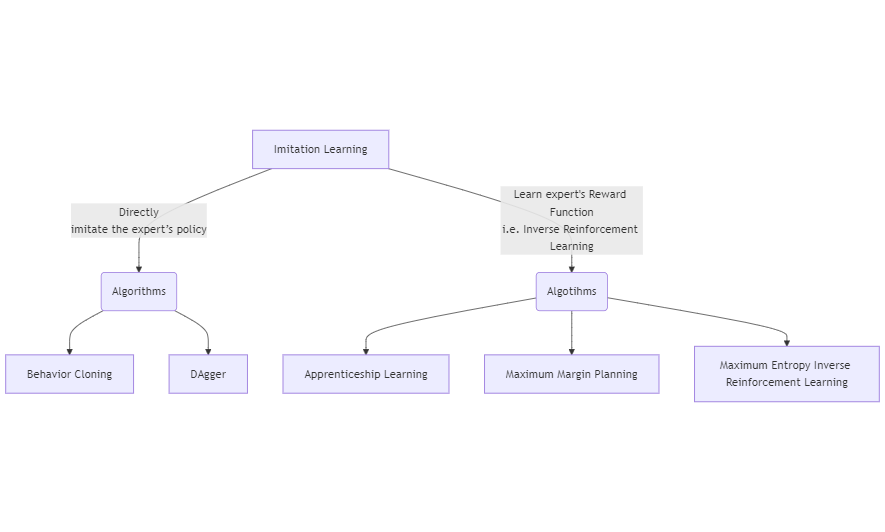 Imitation Learning
Directly
imitate the expert's policy
Learn expert's Reward
Function
i.e. Inverse Reinforcement
Learning
Algorithms
Algotihms
Behavior Cloning
DAgger
Apprenticeship Learning
Maximum Margin Planning
Maximum Entropy Inverse
Reinforcement Learning